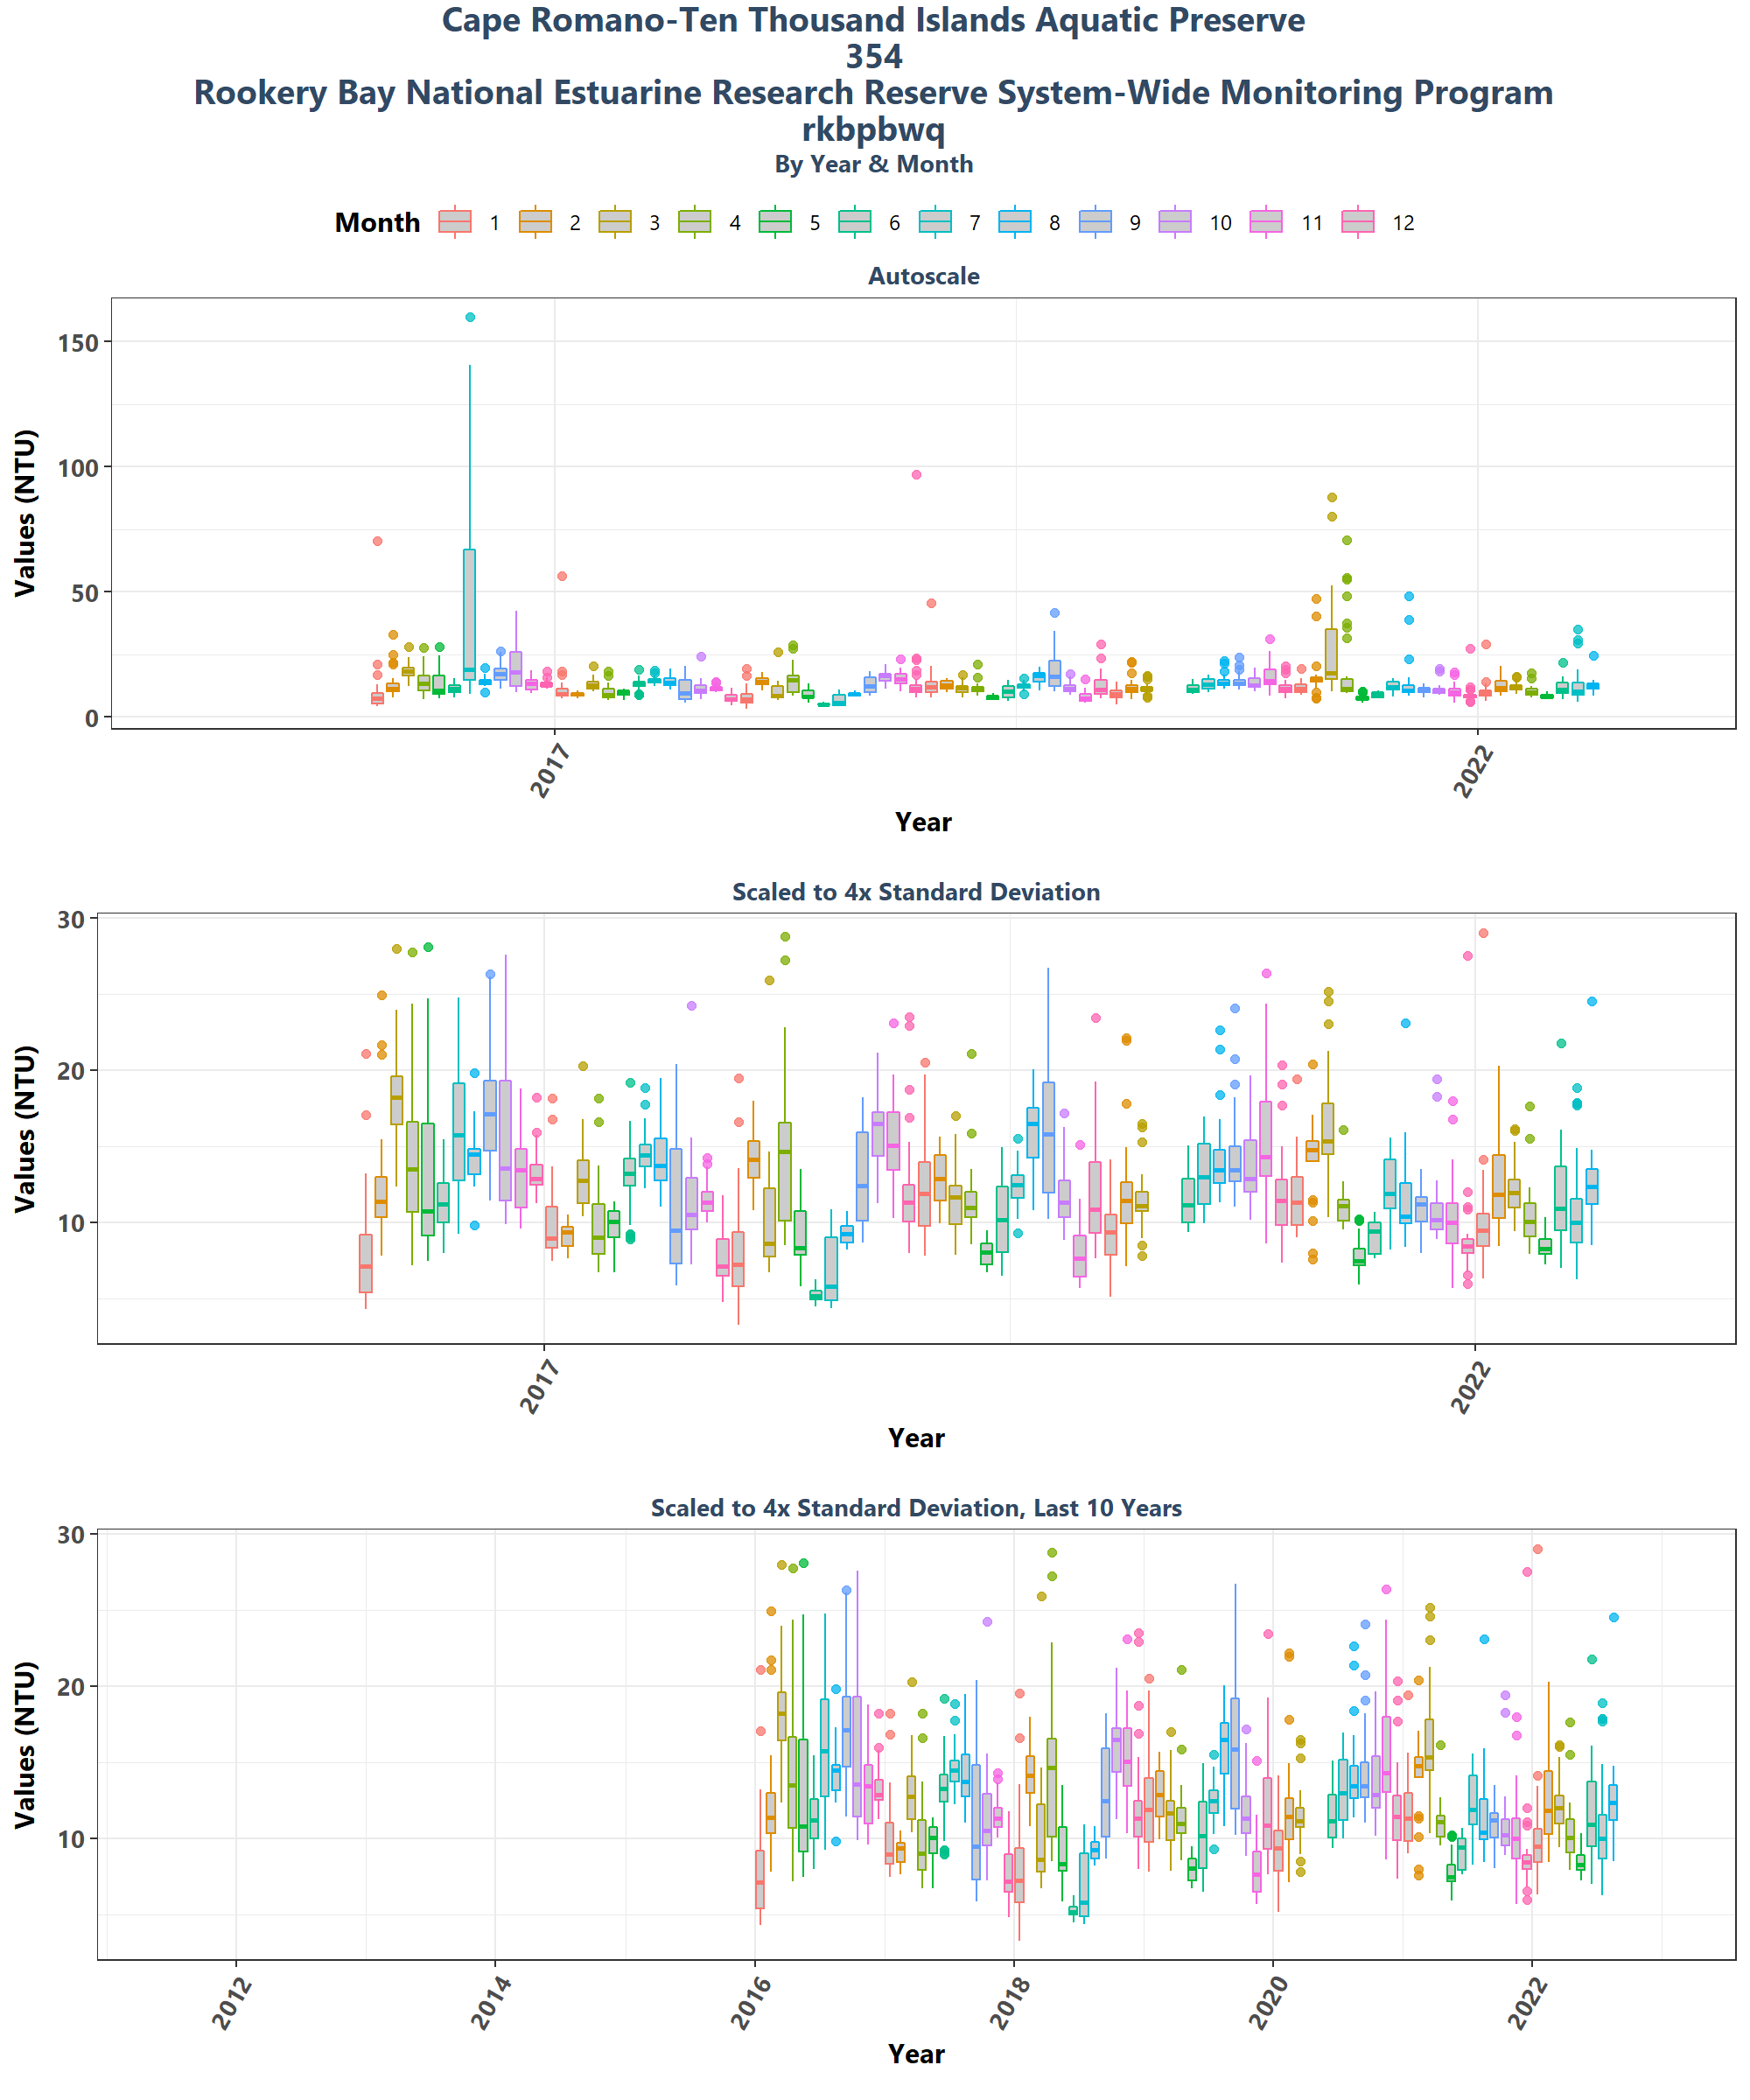 Cape Romano-Ten Thousand Islands Aquatic Preserve
354
Rookery Bay National Estuarine Research Reserve System-Wide Monitoring Program
rkbpbwq
By Year & Month
Month 1 2 3 4 5 6 7 8 9 10 11 12
Autoscale
Values (NTU)
150
100
50
0
2017 2022
Year
Scaled to 4x Standard Deviation
Values (NTU)
30
20
10
2017 2022
Year
Scaled to 4x Standard Deviation, Last 10 Years
Values (NTU)
30
20
10
2012 2014 2016 2018 2020 2022
Year